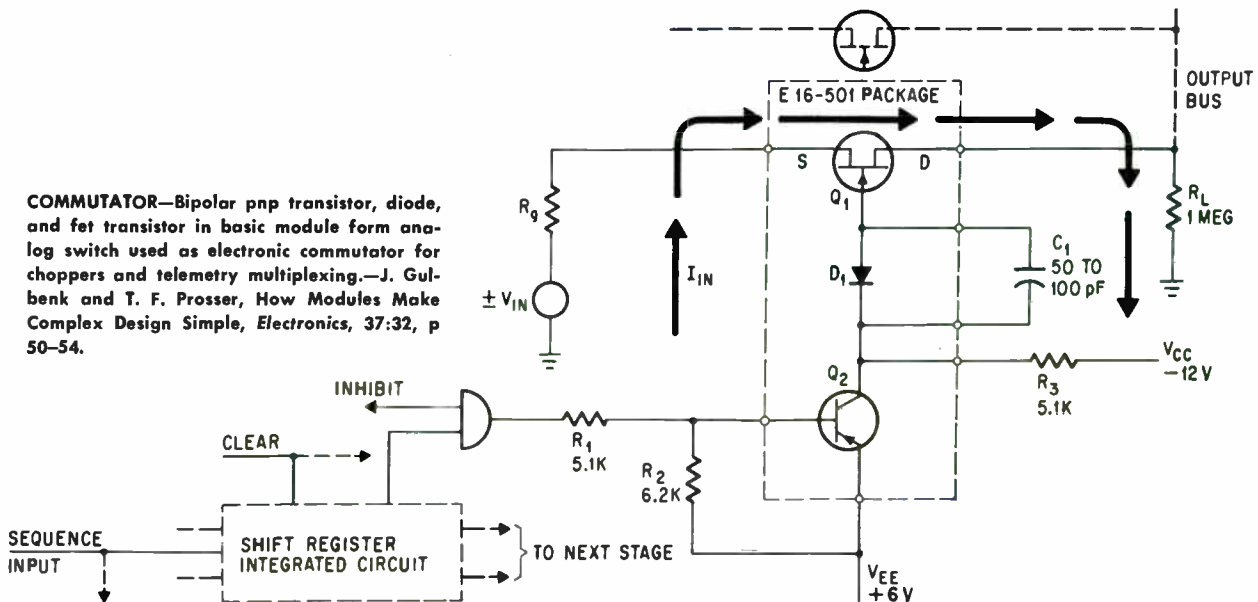 OUTPUT
BUS
E 16-501 PACKAGE
S
D
Q1
Rg
RL
1 MEG
COMMUTATOR—Bipolar pnp transistor, diode,
and fet transistor in basic module form ana-
log switch used as electronic commutator for
choppers and telemetry multiplexing.—J. Gul-
benk and T. F. Prosser, How Modules Make
Complex Design Simple, Electronics, 37:32, p
50–54.
± VIN
IIN
D1
C1
50 TO
100 pF
Q2
R3
5.1K
VCC
-12 V
INHIBIT
CLEAR
R1
5.1K
R2
6.2K
SEQUENCE
INPUT
SHIFT REGISTER
INTEGRATED CIRCUIT
TO NEXT STAGE
VEE
+6 V